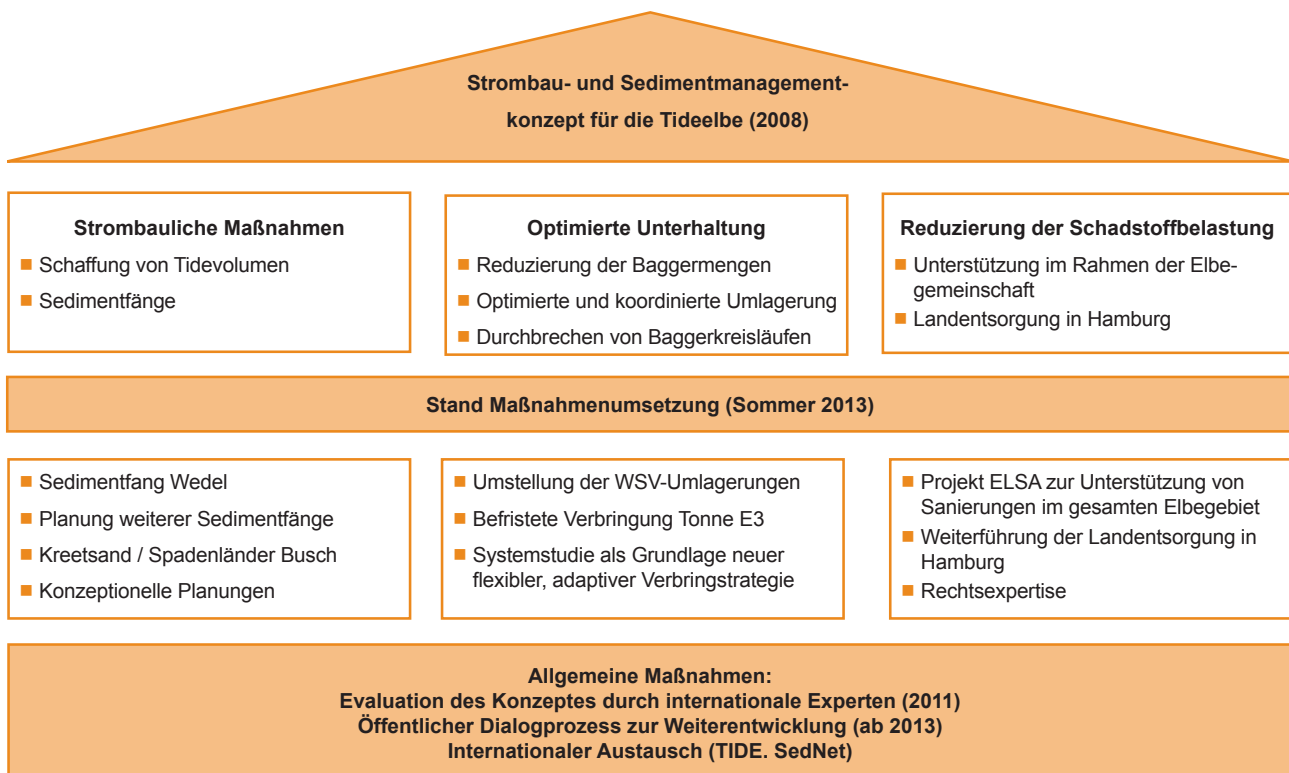 Strombau- und Sedimentmanagement-
konzept für die Tideelbe (2008)
Strombauliche Maßnahmen
Schaffung von Tidevolumen
Sedimentfänge
Optimierte Unterhaltung
Reduzierung der Baggermengen
Optimierte und koordinierte Umlagerung
Durchbrechen von Baggerkreisläufen
Reduzierung der Schadstoffbelastung
Unterstützung im Rahmen der Elbe-
gemeinschaft
Landentsorgung in Hamburg
Stand Maßnahmenumsetzung (Sommer 2013)
Sedimentfang Wedel
Planung weiterer Sedimentfänge
Kreetsand / Spadenländer Busch
Konzeptionelle Planungen
Umstellung der WSV-Umlagerungen
Befristete Verbringung Tonne E3
Systemstudie als Grundlage neuer
flexibler, adaptiver Verbringstrategie
Projekt ELSA zur Unterstützung von
Sanierungen im gesamten Elbegebiet
Weiterführung der Landentsorgung in
Hamburg
Rechtsexpertise
Allgemeine Maßnahmen:
Evaluation des Konzeptes durch internationale Experten (2011)
Öffentlicher Dialogprozess zur Weiterentwicklung (ab 2013)
Internationaler Austausch (TIDE. SedNet)